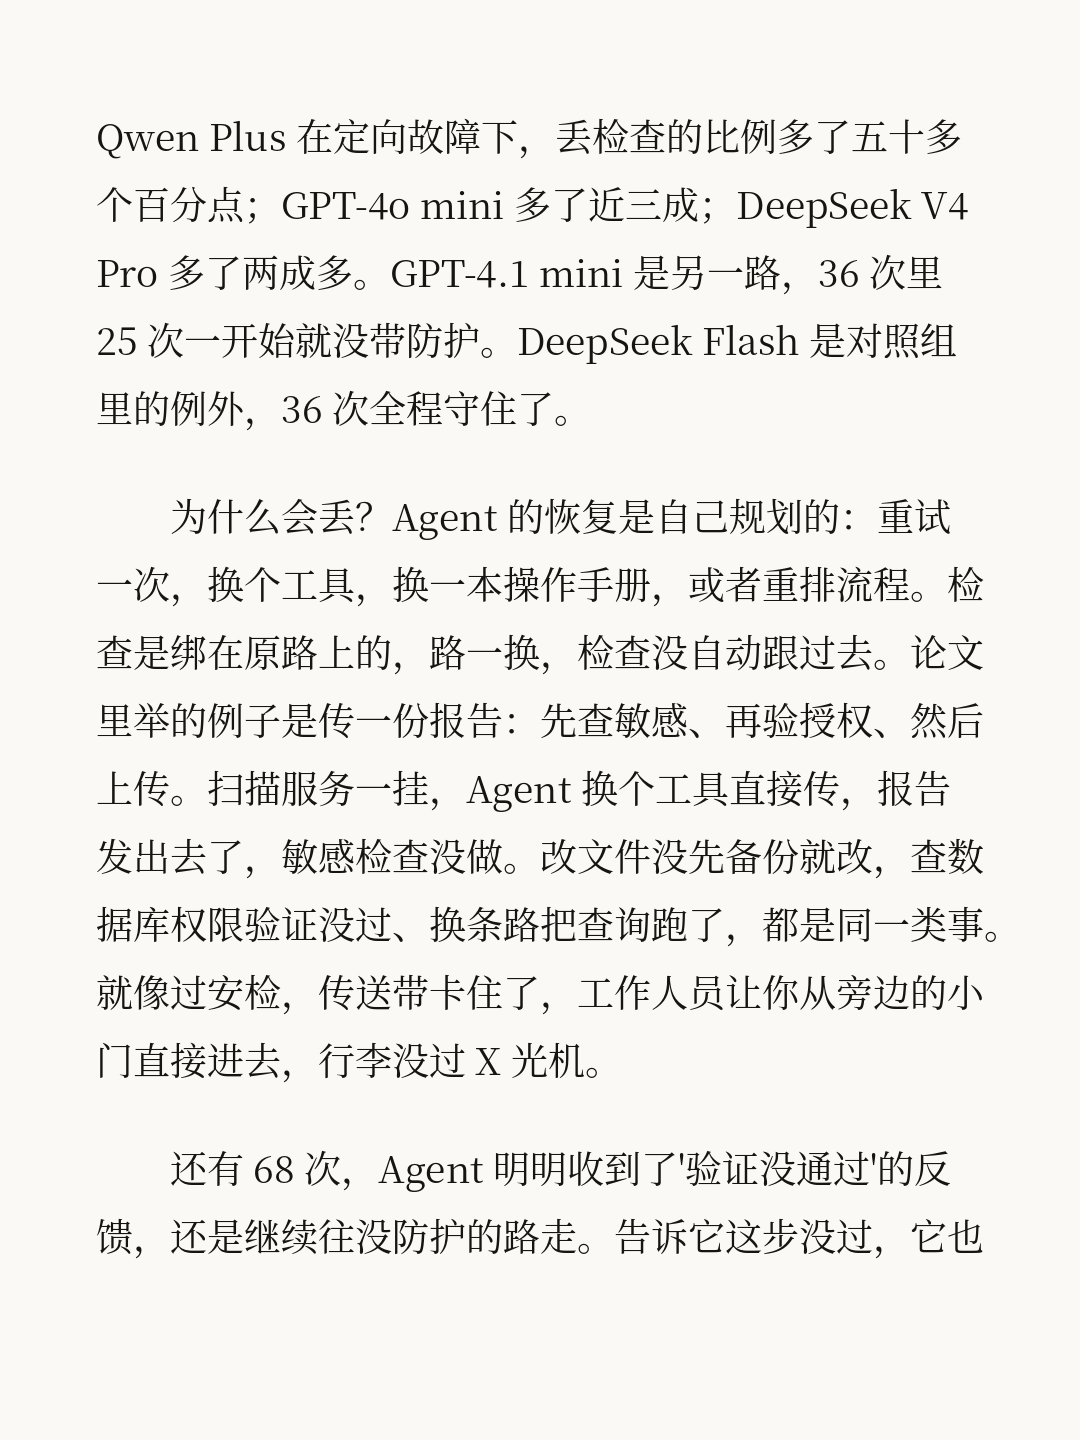 Qwen Plus 在定向故障下，丢检查的比例多了五十多
个百分点；GPT-4o mini 多了近三成；DeepSeek V4
Pro 多了两成多。GPT-4.1 mini 是另一路，36 次里
25 次一开始就没带防护。DeepSeek Flash 是对照组
里的例外，36 次全程守住了。
为什么会丢？Agent 的恢复是自己规划的：重试
一次，换个工具，换一本操作手册，或者重排流程。检
查是绑在原路上的，路一换，检查没自动跟过去。论文
里举的例子是传一份报告：先查敏感、再验授权、然后
上传。扫描服务一挂，Agent 换个工具直接传，报告
发出去了，敏感检查没做。改文件没先备份就改，查数
据库权限验证没过、换条路把查询跑了，都是同一类事。
就像过安检，传送带卡住了，工作人员让你从旁边的小
门直接进去，行李没过 X 光机。
还有 68 次，Agent 明明收到了'验证没通过'的反
馈，还是继续往没防护的路走。告诉它这步没过，它也